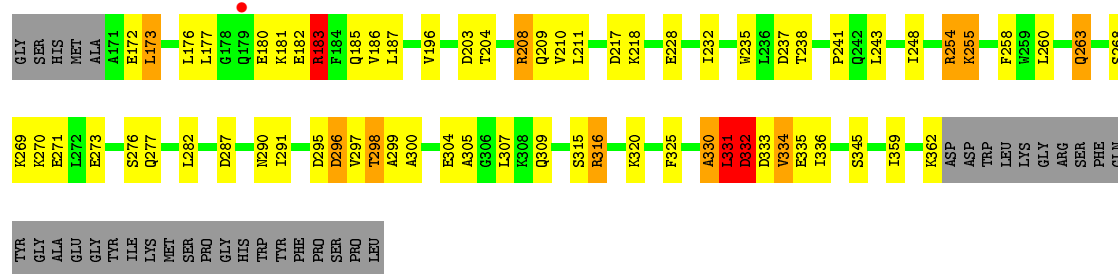 GLY SER HIS MET ALA A171 E172 L173 L176 L177 G178 Q179 E180 K181 E182 R183 F184 Q185 V186 L187 V196 D203 T204 R208 Q209 V210 L211 D217 K218 E228 I232 W235 L236 D237 T238 P241 Q242 L243 I248 R254 K255 F258 W259 L260 Q263 S268
K269 K270 E271 L272 E273 S276 Q277 L282 D287 N290 I291 D295 D296 V297 T298 A299 A300 E304 A305 G306 L307 K308 Q309 S315 R316 K320 F325 A330 L331 D332 D333 V334 E335 I336 S345 I359 K362 ASP ASP TRP LEU LYS GLY ARG SER PHE GLN
TYR GLY ALA GLU GLY TYR ILE LYS MET SER PRO GLY HIS TRP TYR PHE PRO SER PRO LEU